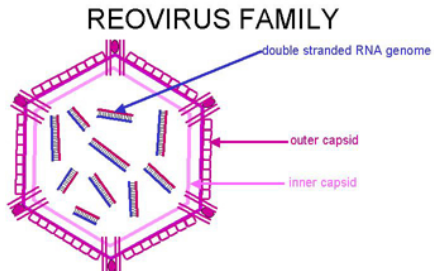 REOVIRUS FAMILY
double stranded RNA genome
outer capsid
inner capsid